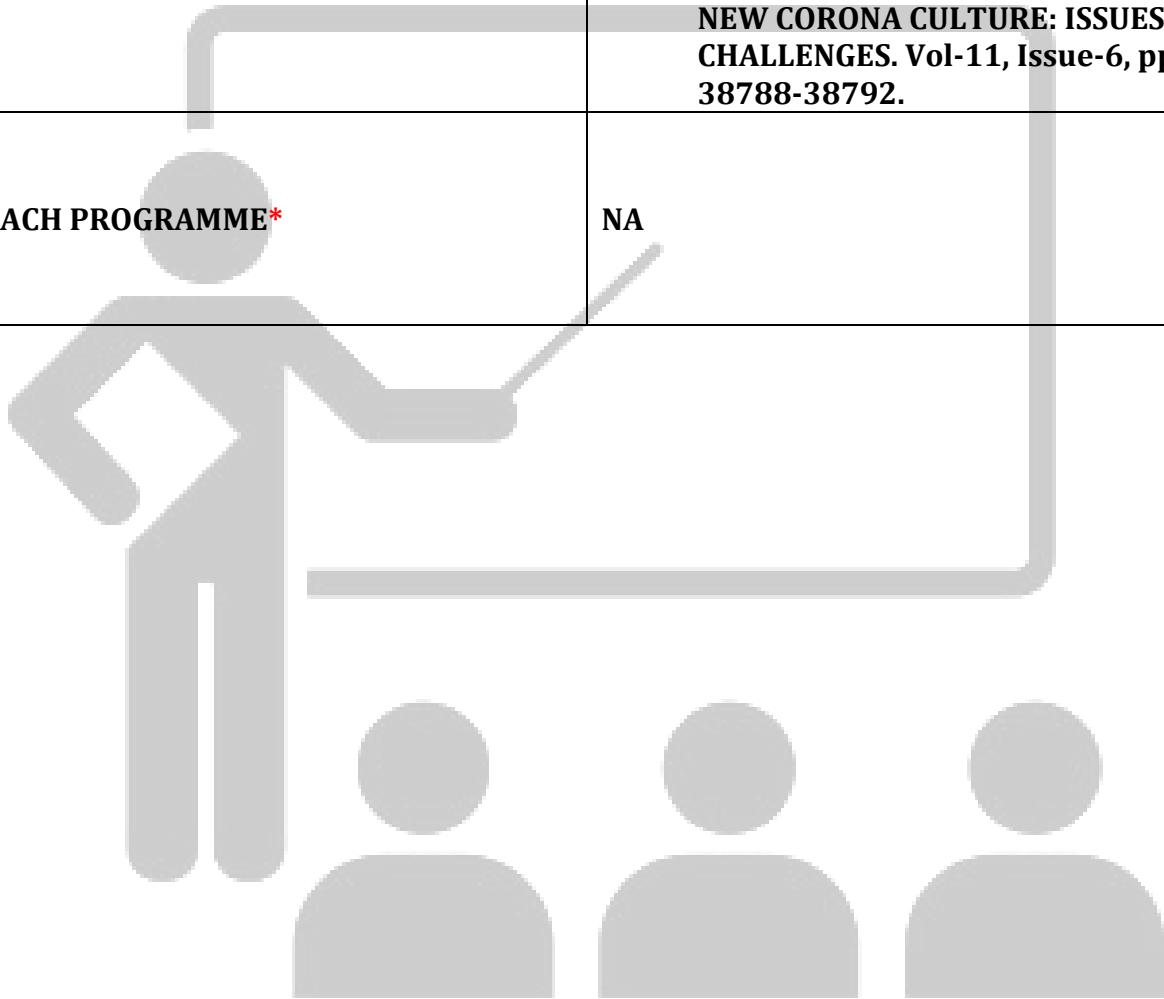 NEW CORONA CULTURE: ISSUES
CHALLENGES. Vol-11, Issue-6, pp
38788-38792.
ACH PROGRAMME*
NA